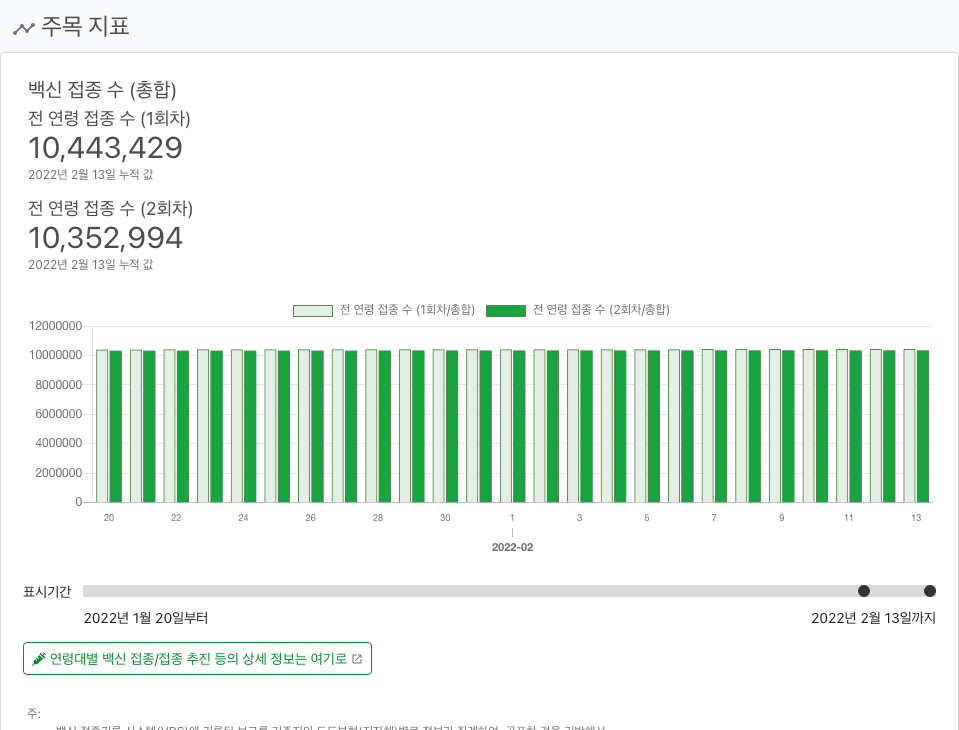 주목 지표
백신 접종 수 (총합)
전 연령 접종 수 (1회차)
10,443,429
2022년 2월 13일 누적 값
전 연령 접종 수 (2회차)
10,352,994
2022년 2월 13일 누적 값
전 연령 접종 수 (1회차/총합) 전 연령 접종 수 (2회차/총합)
12000000
10000000
8000000
6000000
4000000
2000000
0
20 22 24 26 28 30 1 3 5 7 9 11 13
2022-02
표시기간
2022년 1월 20일부터 2022년 2월 13일까지
연령대별 백신 접종/접종 추진 등의 상세 정보는 여기로
주: